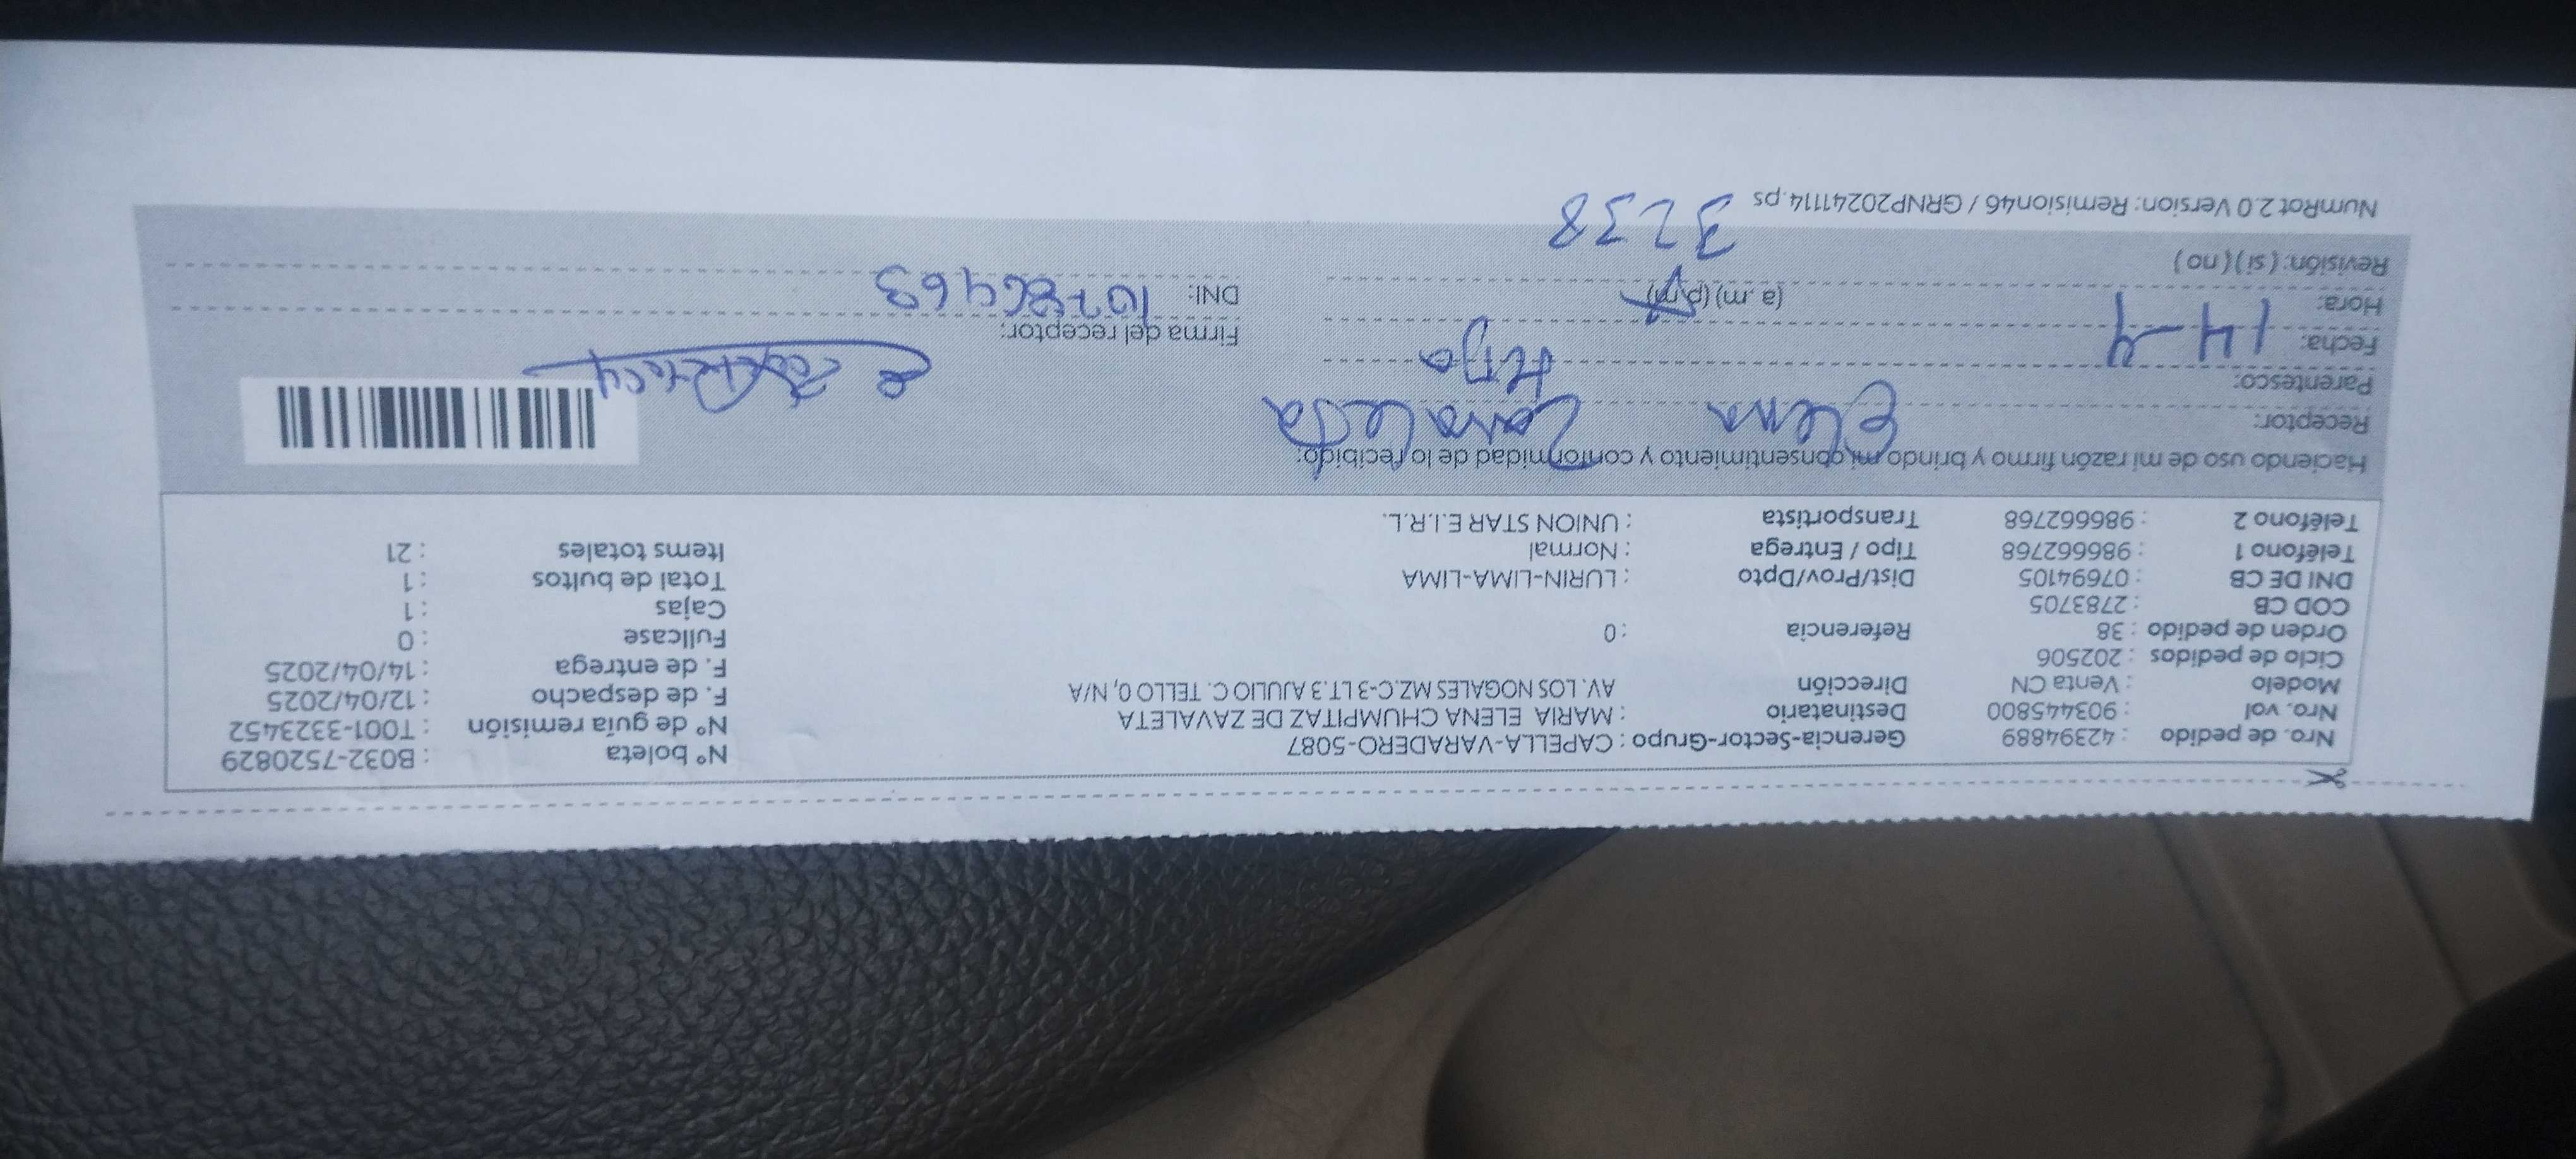 Nro. de pedido : 42394889 Gerencia-Sector-Grupo : CAPELLA-VARADERO-5087 N° boleta : B032-7520829
Nro. vol : 903445800 Destinatario : MARIA ELENA CHUMPITAZ DE ZAVALETA N° de guía remisión : T001-3323452
Modelo : Venta CN Dirección AV. LOS NOGALES MZ.C-3 LT.3 AJULIO C. TELLO 0, N/A F. de despacho : 12/04/2025
Ciclo de pedidos : 202506 F. de entrega : 14/04/2025
Orden de pedido : 38 Referencia : 0 Fullcase : 0
COD CB : 2783705 Cajas : 1
DNI DE CB : 07694105 Dist/Prov/Dpto : LURIN-LIMA-LIMA Total de bultos : 1
Teléfono 1 : 986662768 Tipo / Entrega : Normal Items totales : 21
Teléfono 2 : 986662768 Transportista : UNION STAR E.I.R.L.
Haciendo uso de mi razón firmo y brindo mi consentimiento y conformidad de lo recibido:
Receptor: Elena Zavaleta
Parentesco:
Fecha: 14-4 Firma del receptor:
Hora: (a.m) (p.m) DNI: 10786463
Revisión: (si) (no)
3238
NumRot 2.0 Version: Remision46 / GRNP20241114.ps